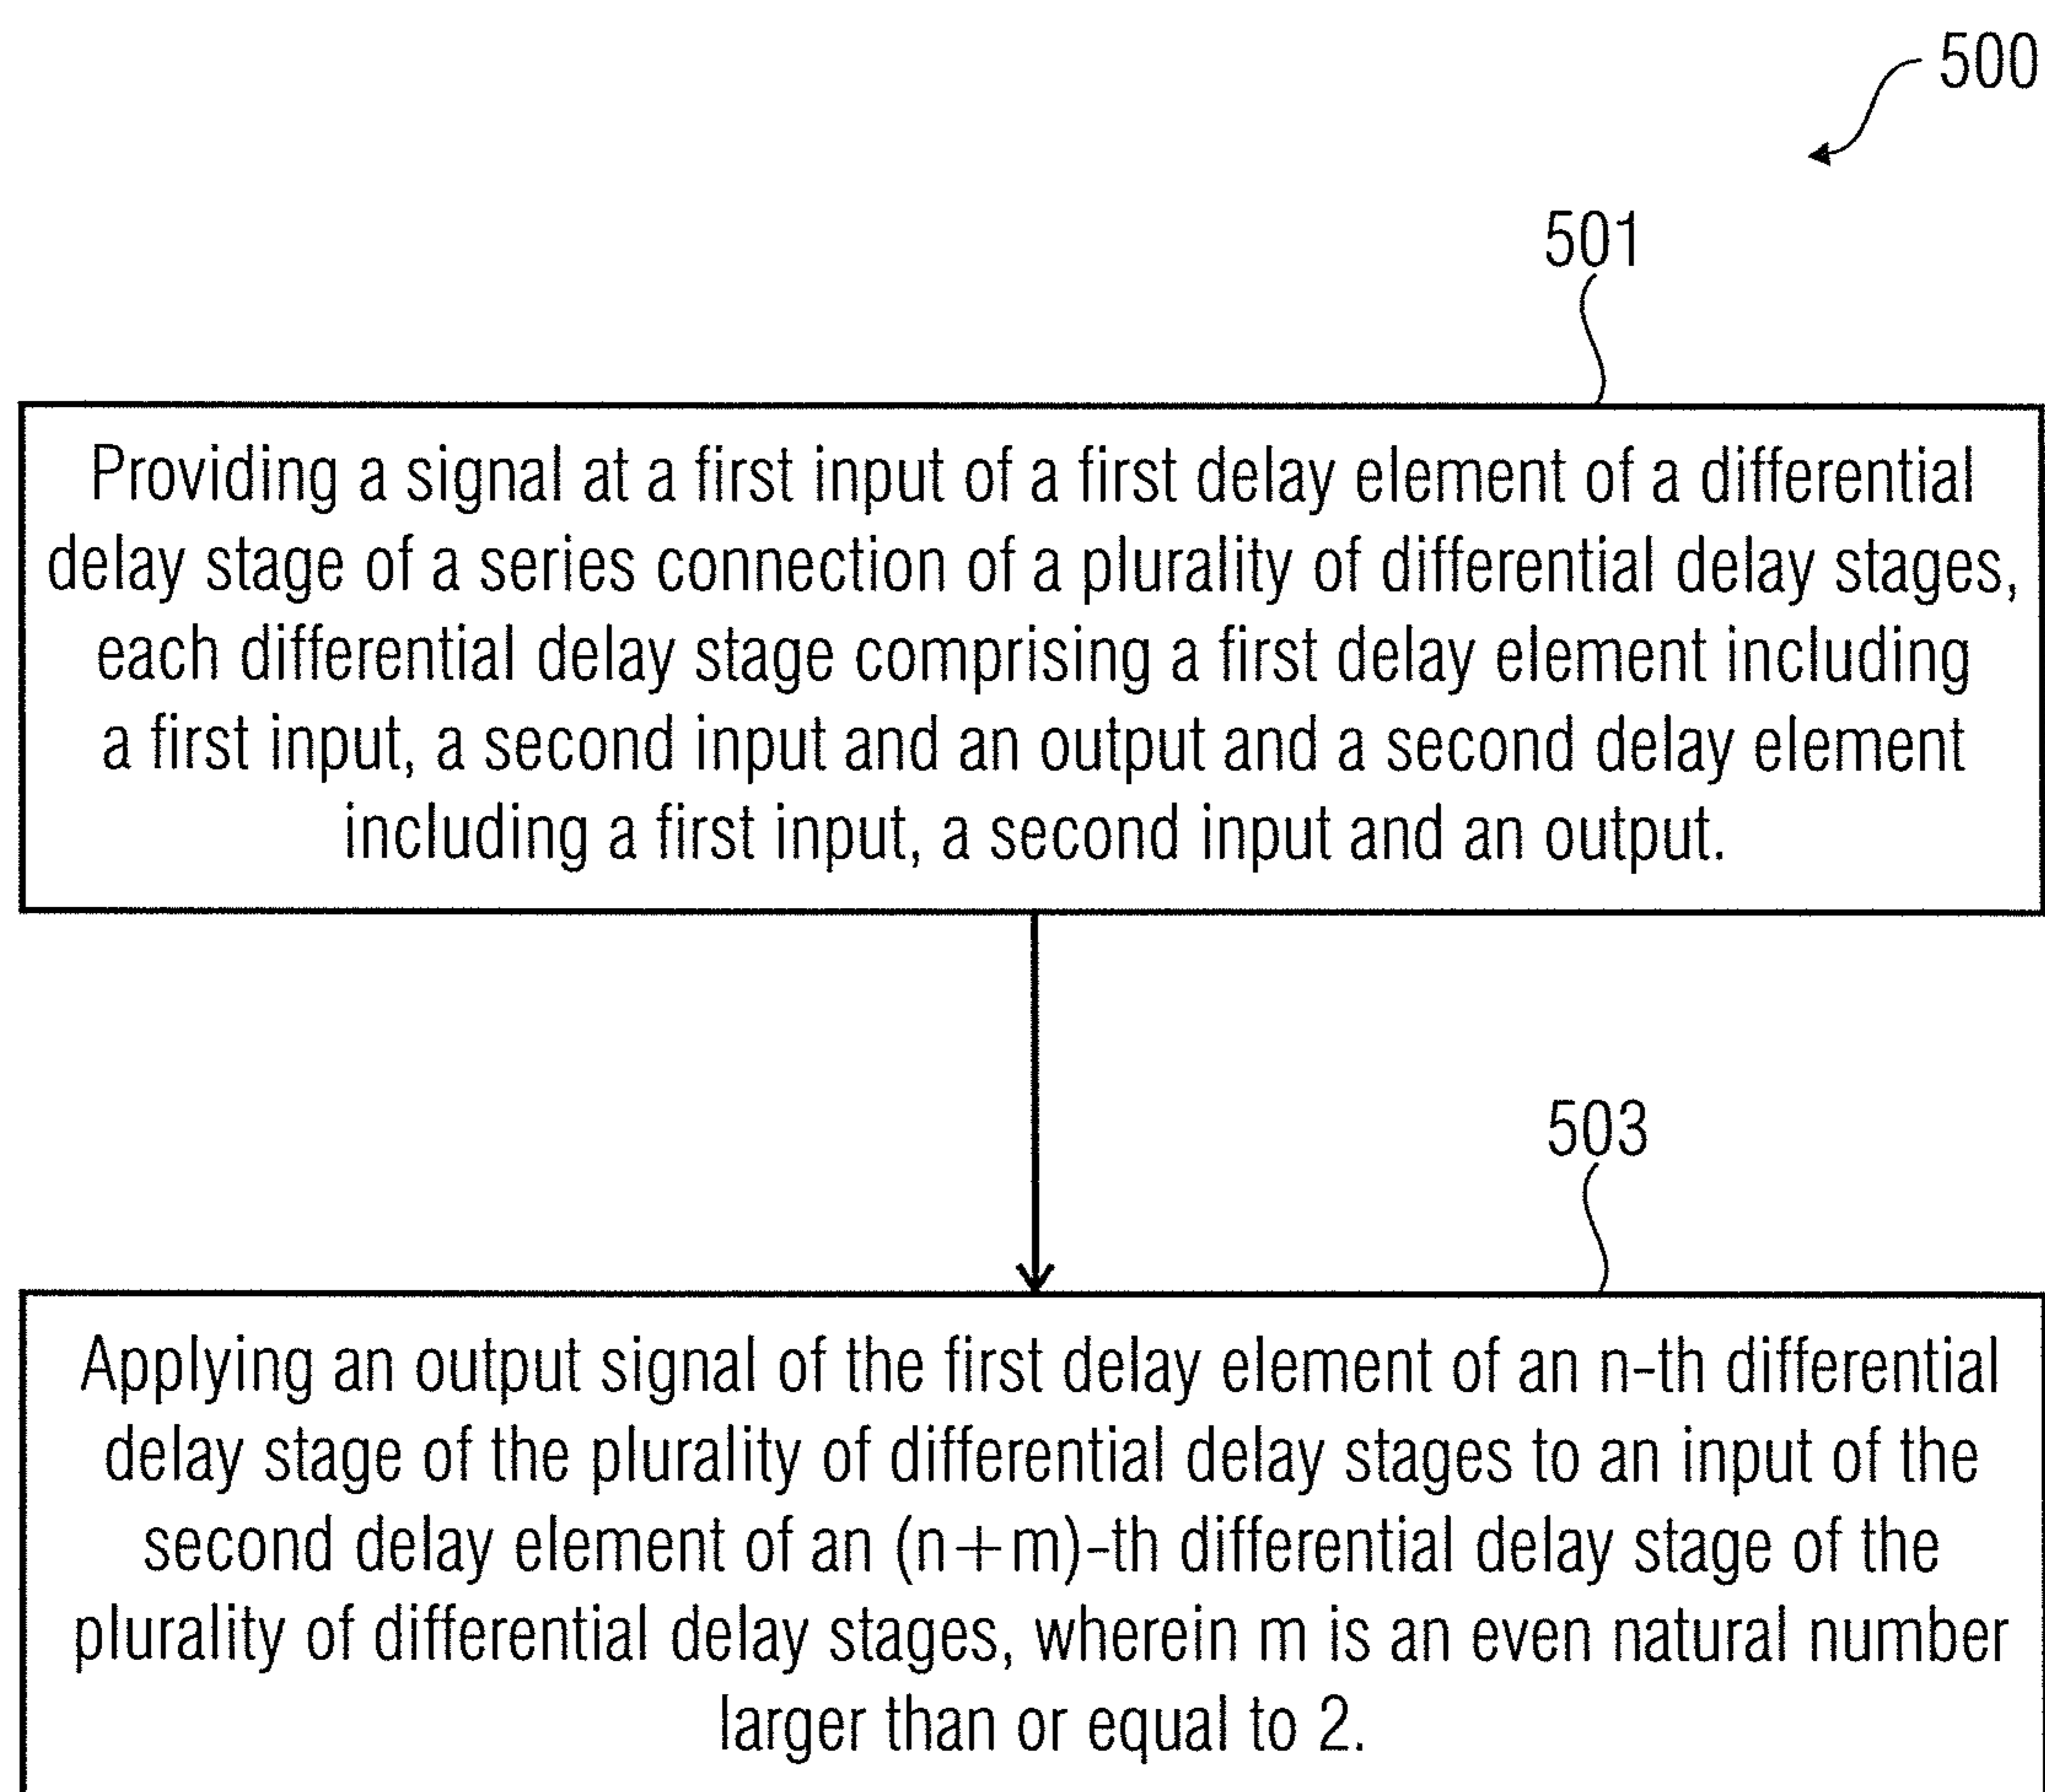 500
501
Providing a signal at a first input of a first delay element of a differential
delay stage of a series connection of a plurality of differential delay stages,
each differential delay stage comprising a first delay element including
a first input, a second input and an output and a second delay element
including a first input, a second input and an output.
503
Applying an output signal of the first delay element of an n-th differential
delay stage of the plurality of differential delay stages to an input of the
second delay element of an (n+m)-th differential delay stage of the
plurality of differential delay stages, wherein m is an even natural number
larger than or equal to 2.